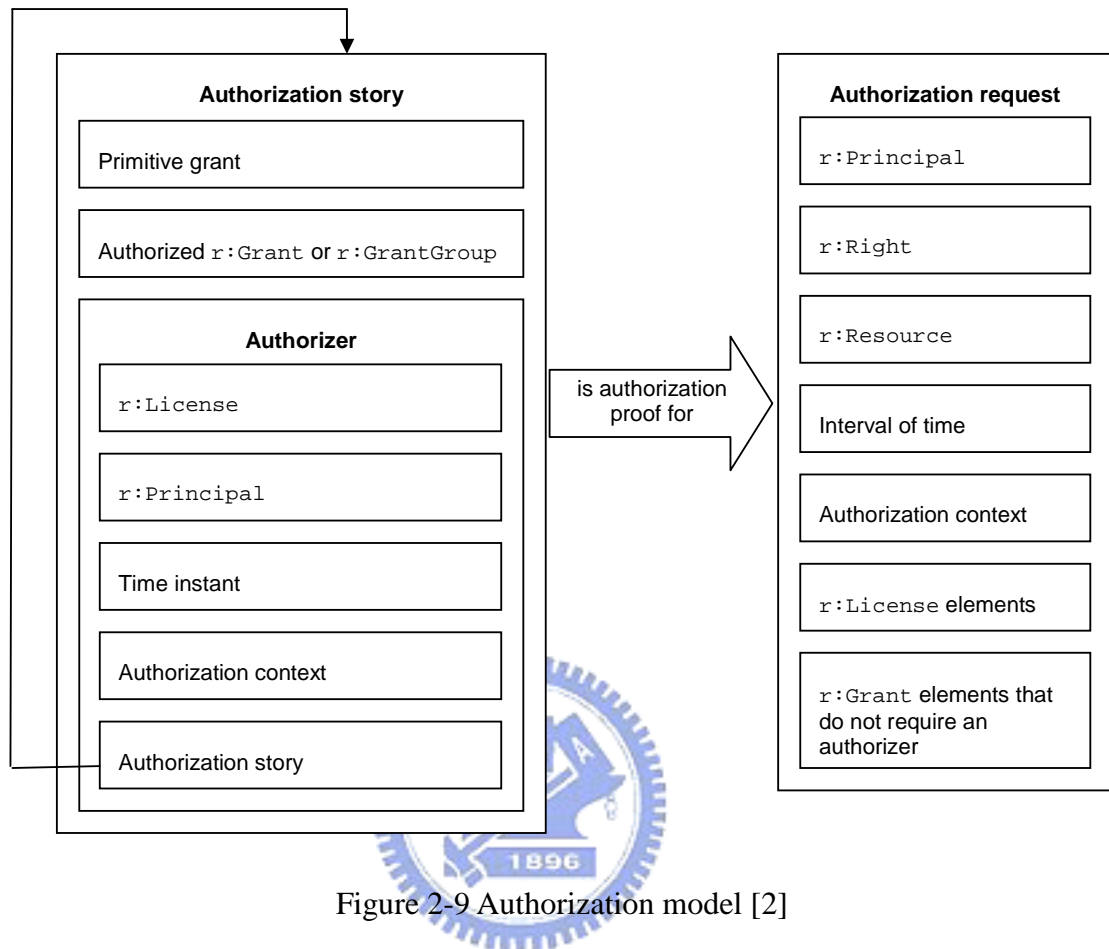 Authorization story
Primitive grant
Authorized r:Grant or r:GrantGroup
Authorizer
r:License
r:Principal
Time instant
Authorization context
Authorization story
is authorization
proof for
Authorization request
r:Principal
r:Right
r:Resource
Interval of time
Authorization context
r:License elements
r:Grant elements that
do not require an
authorizer
1896
Figure 2-9 Authorization model [2]